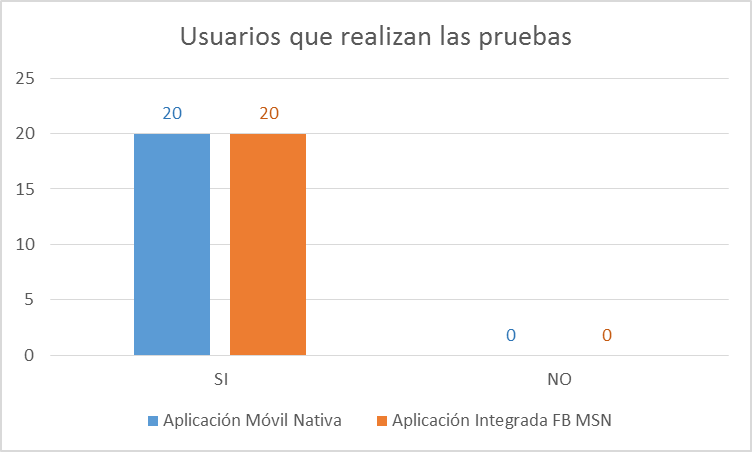 Usuarios que realizan las pruebas
25
20
15
10
5
0
20 20
0 0
SI NO
Aplicación Móvil Nativa Aplicación Integrada FB MSN